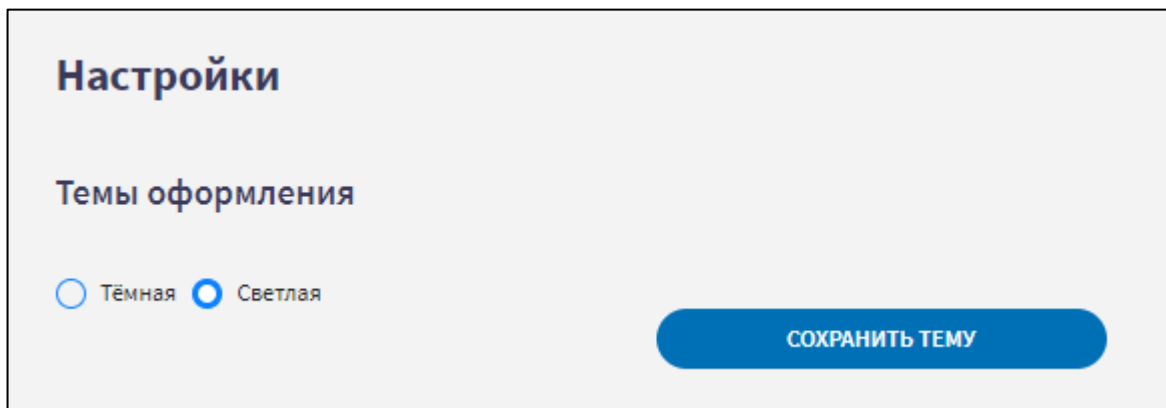 Настройки
Темы оформления
Тёмная Светлая
СОХРАНИТЬ ТЕМУ